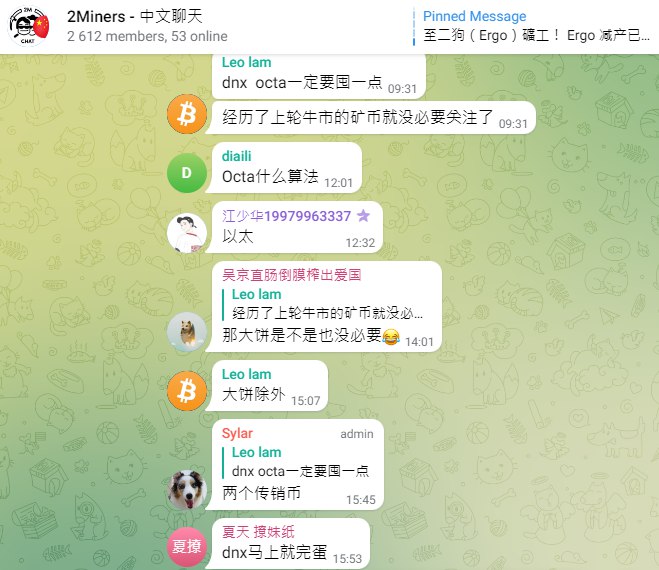 2Miners - 中文聊天
2 612 members, 53 online
Pinned Message
至二狗（Ergo）礦工！ Ergo 减产已...
2M
CHAT
Leo lam
dnx octa一定要囤一点 09:31
经历了上轮牛市的矿币就没必要关注了 09:31
D
diaili
Octa什么算法 12:01
江少华19979963337
以太 12:32
吴京直肠倒膜榨出爱国
Leo lam
经历了上轮牛市的矿币就没必...
那大饼是不是也没必要😂 14:01
Leo lam
大饼除外 15:07
Sylar admin
Leo lam
dnx octa一定要囤一点
两个传销币 15:45
夏撩
夏天 撩妹纸
dnx马上就完蛋 15:53